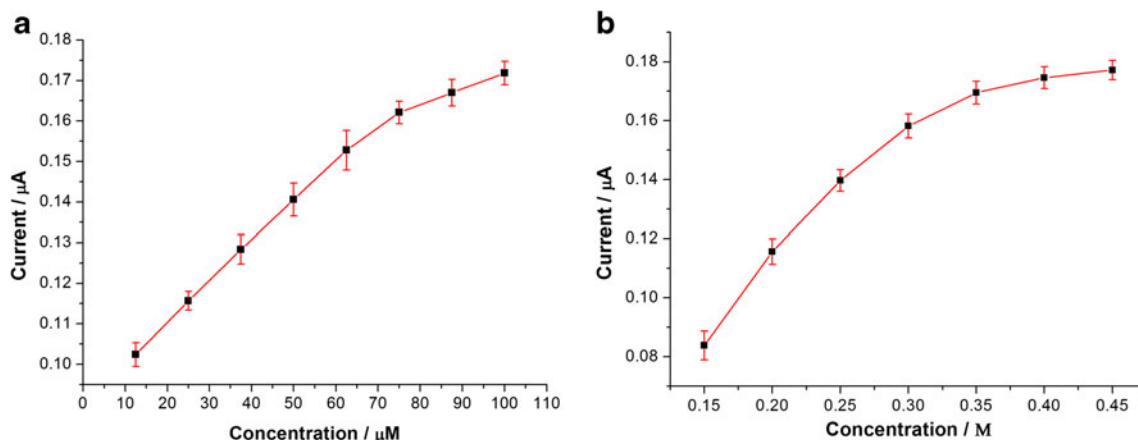 a
0.18
0.17
0.16
0.15
0.14
0.13
0.12
0.11
0.10
Current / μA
0 10 20 30 40 50 60 70 80 90 100 110
Concentration / μM
b
0.18
0.16
0.14
0.12
0.10
0.08
Current / μA
0.15 0.20 0.25 0.30 0.35 0.40 0.45
Concentration / M